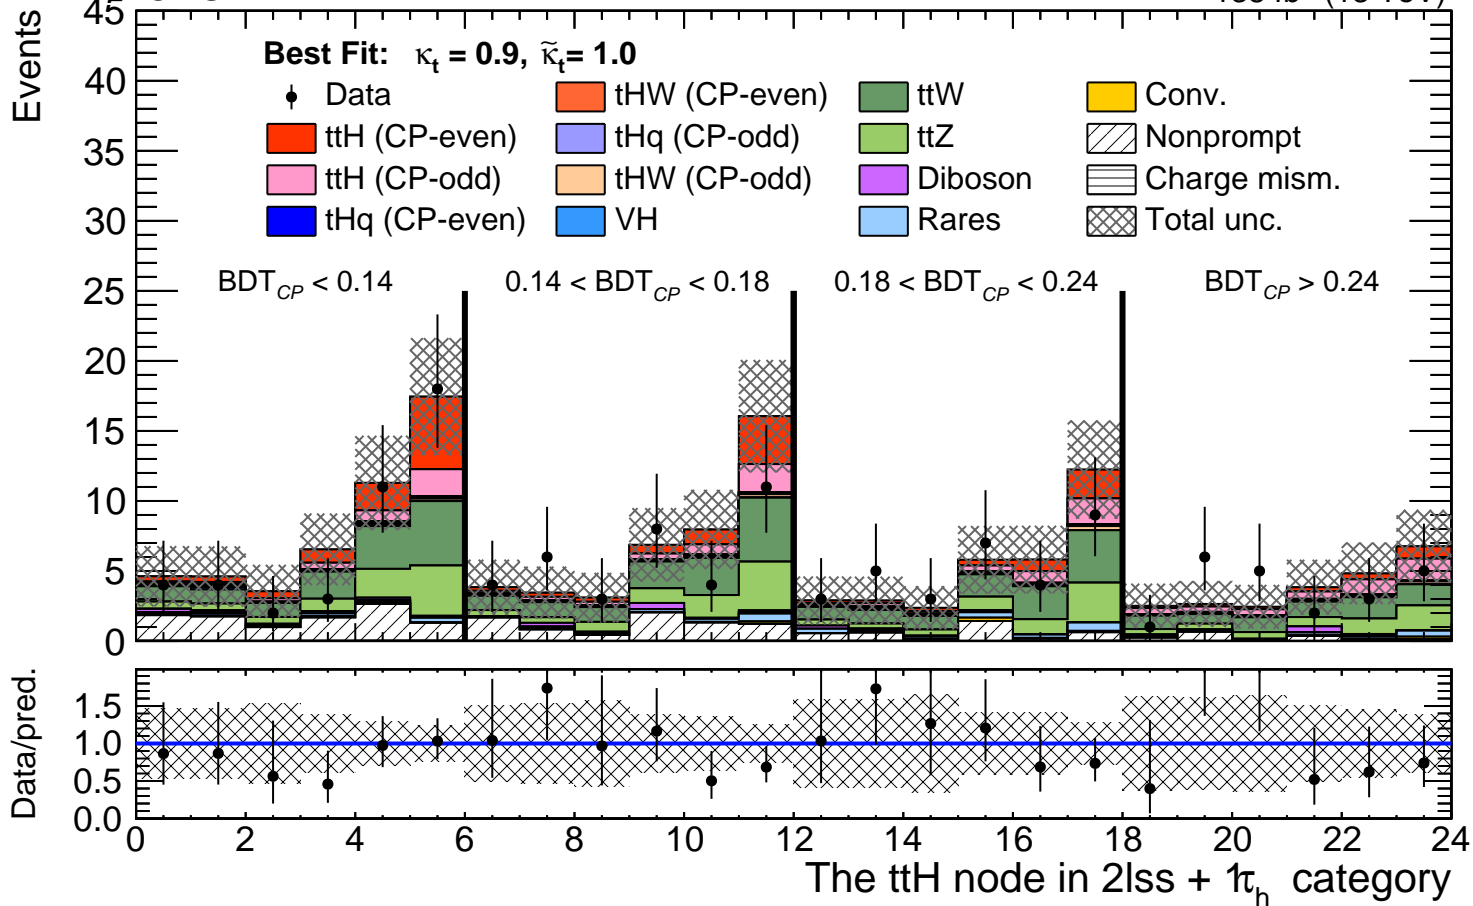 45
Events
40
35
30
25
20
15
10
5
0
Best Fit: κt = 0.9, κ̃t= 1.0
Data
tHW (CP-even)
ttW
Conv.
ttH (CP-even)
tHq (CP-odd)
ttZ
Nonprompt
ttH (CP-odd)
tHW (CP-odd)
Diboson
Charge mism.
tHq (CP-even)
VH
Rares
Total unc.
BDTCP < 0.14
0.14 < BDTCP < 0.18
0.18 < BDTCP < 0.24
BDTCP > 0.24
Data/pred.
1.5
1.0
0.5
0.0
0 2 4 6 8 10 12 14 16 18 20 22 24
The ttH node in 2lss + 1τh category